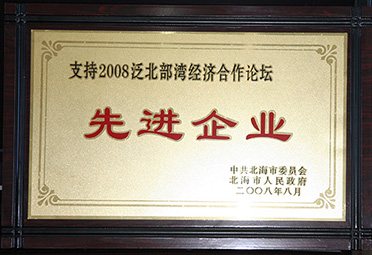 支持2008泛北部湾经济合作论坛
先进企业
中共北海市委员会
北海市人民政府
二〇〇八年八月